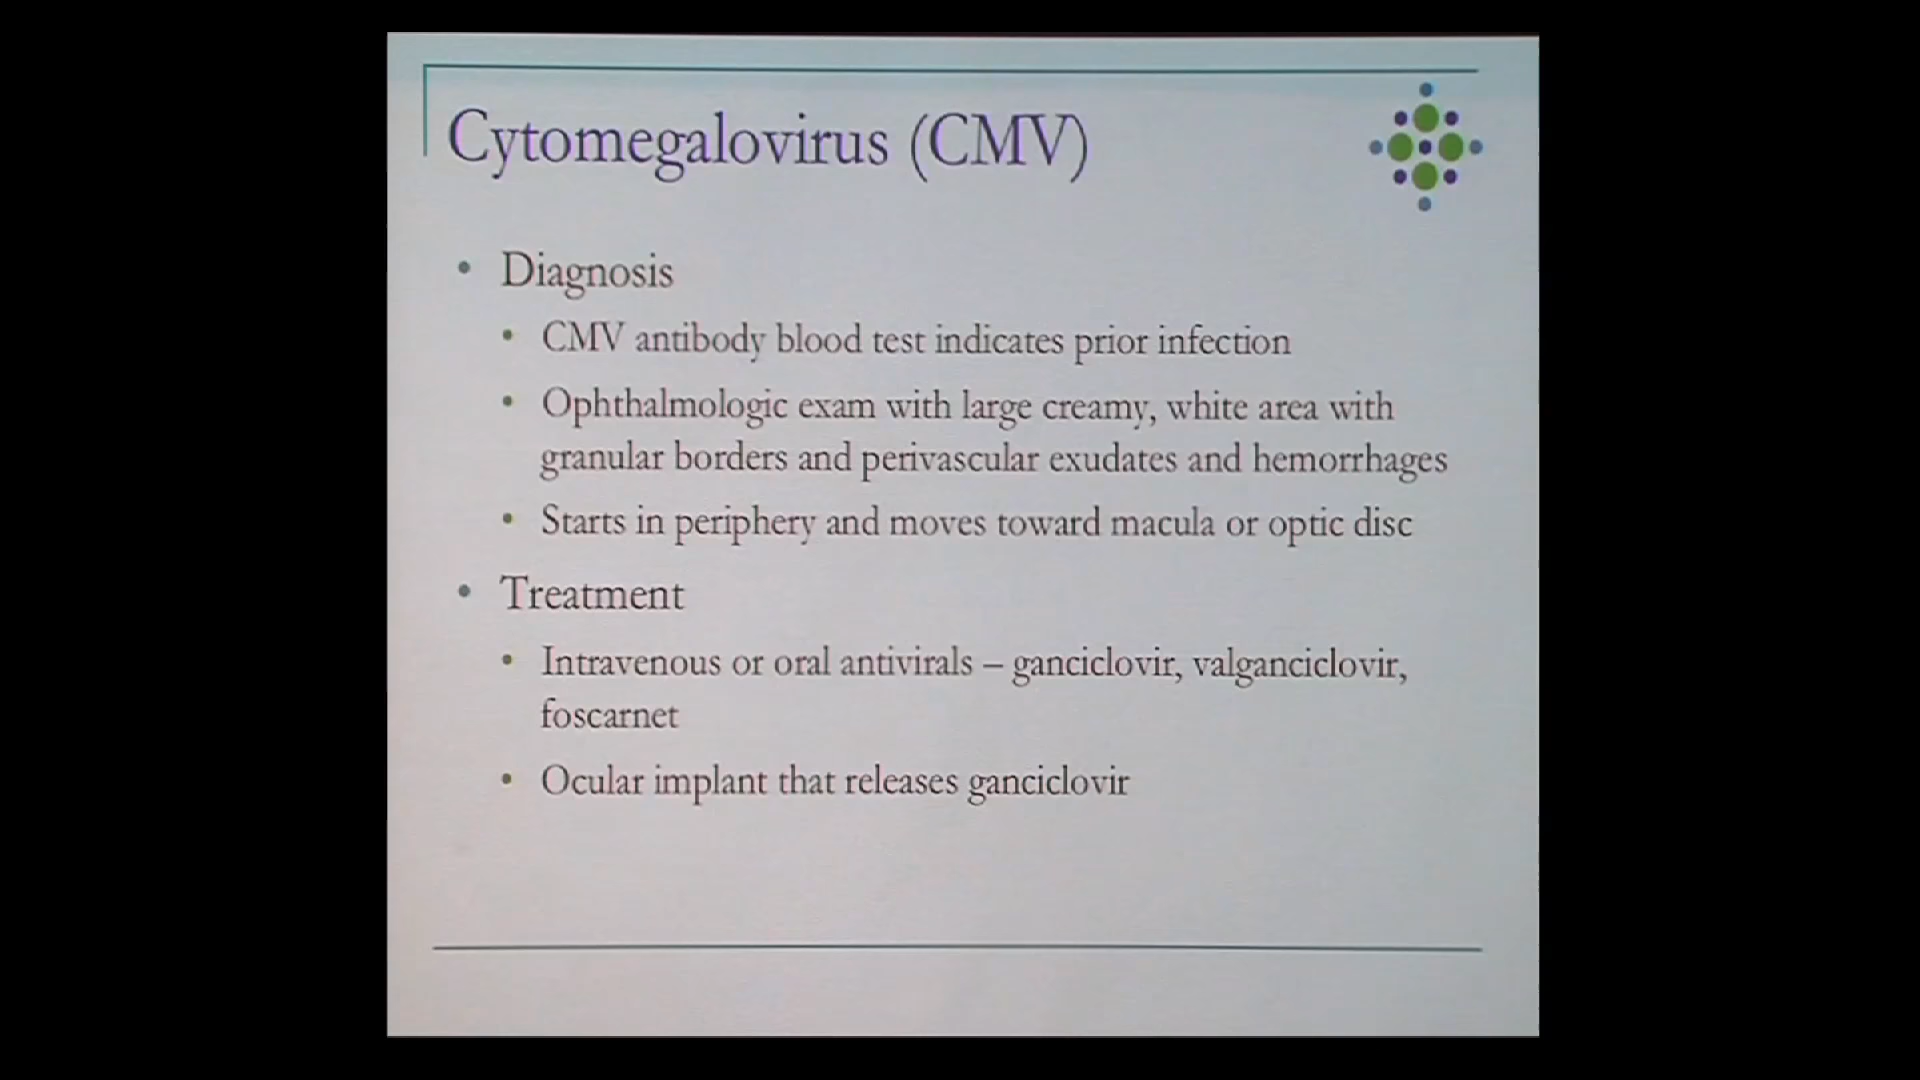 Cytomegalovirus (CMV)
• Diagnosis
• CMV antibody blood test indicates prior infection
• Ophthalmologic exam with large creamy, white area with
granular borders and perivascular exudates and hemorrhages
• Starts in periphery and moves toward macula or optic disc
• Treatment
• Intravenous or oral antivirals – ganciclovir, valganciclovir,
foscarnet
• Ocular implant that releases ganciclovir